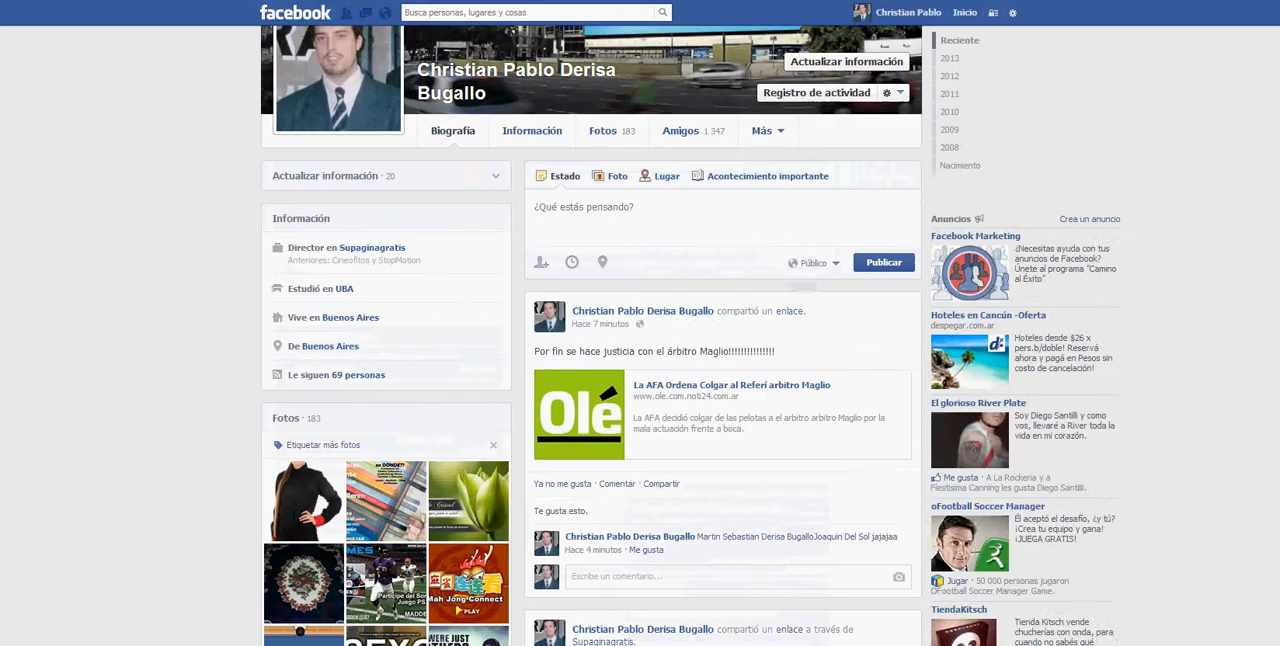 facebook
Busca personas, lugares y cosas
Christian Pablo
Inicio
Christian Pablo Derisa
Bugallo
Actualizar información
Registro de actividad
Biografía
Información
Fotos 183
Amigos 1 347
Más
Reciente
2013
2012
2011
2010
2009
2008
Nacimiento
Actualizar información · 20
Información
Director en Supaginagratis
Anteriores: Cineofitos y StopMotion
Estudió en UBA
Vive en Buenos Aires
De Buenos Aires
Le siguen 69 personas
Fotos · 183
Etiquetar más fotos
MES
Mah Jong Connect
PLAY
WERE JUST
Estado
Foto
Lugar
Acontecimiento importante
¿Qué estás pensando?
Público
Publicar
Christian Pablo Derisa Bugallo compartió un enlace.
Hace 7 minutos
Por fin se hace justicia con el árbitro Maglio!!!!!!!!!!!!!!!
Olé
La AFA Ordena Colgar al Referí arbitro Maglio
www.ole.com.noti24.com.ar
La AFA decidió colgar de las pelotas a el arbitro arbitro Maglio por la
mala actuación frente a boca.
Ya no me gusta · Comentar · Compartir
Te gusta esto.
Christian Pablo Derisa Bugallo Martin Sebastian Derisa BugalloJoaquin Del Sol jajajaa
Hace 4 minutos · Me gusta
Escribe un comentario...
Christian Pablo Derisa Bugallo compartió un enlace a través de
Supaginagratis.
Anuncios
Crea un anuncio
Facebook Marketing
¿Necesitas ayuda con tus
anuncios de Facebook?
Únete al programa "Camino
al Éxito"
Hoteles en Cancún -Oferta
despegar.com.ar
d
Hoteles desde $26 x
pers.b/doble! Reservá
ahora y pagá en Pesos sin
costo de cancelación!
El glorioso River Plate
Soy Diego Santilli y como
vos, llevaré a River toda la
vida en mi corazón.
Me gusta · A La Rockeria y a
Fiestisima Canning les gusta Diego Santilli.
oFootball Soccer Manager
Él aceptó el desafío, ¿y tú?
¡Crea tu equipo y gana!
¡JUEGA GRATIS!
Jugar · 50 000 personas jugaron
OFootball Soccer Manager Game.
TiendaKitsch
Tienda Kitsch vende
chucherías con onda, para
cuando no sabés qué